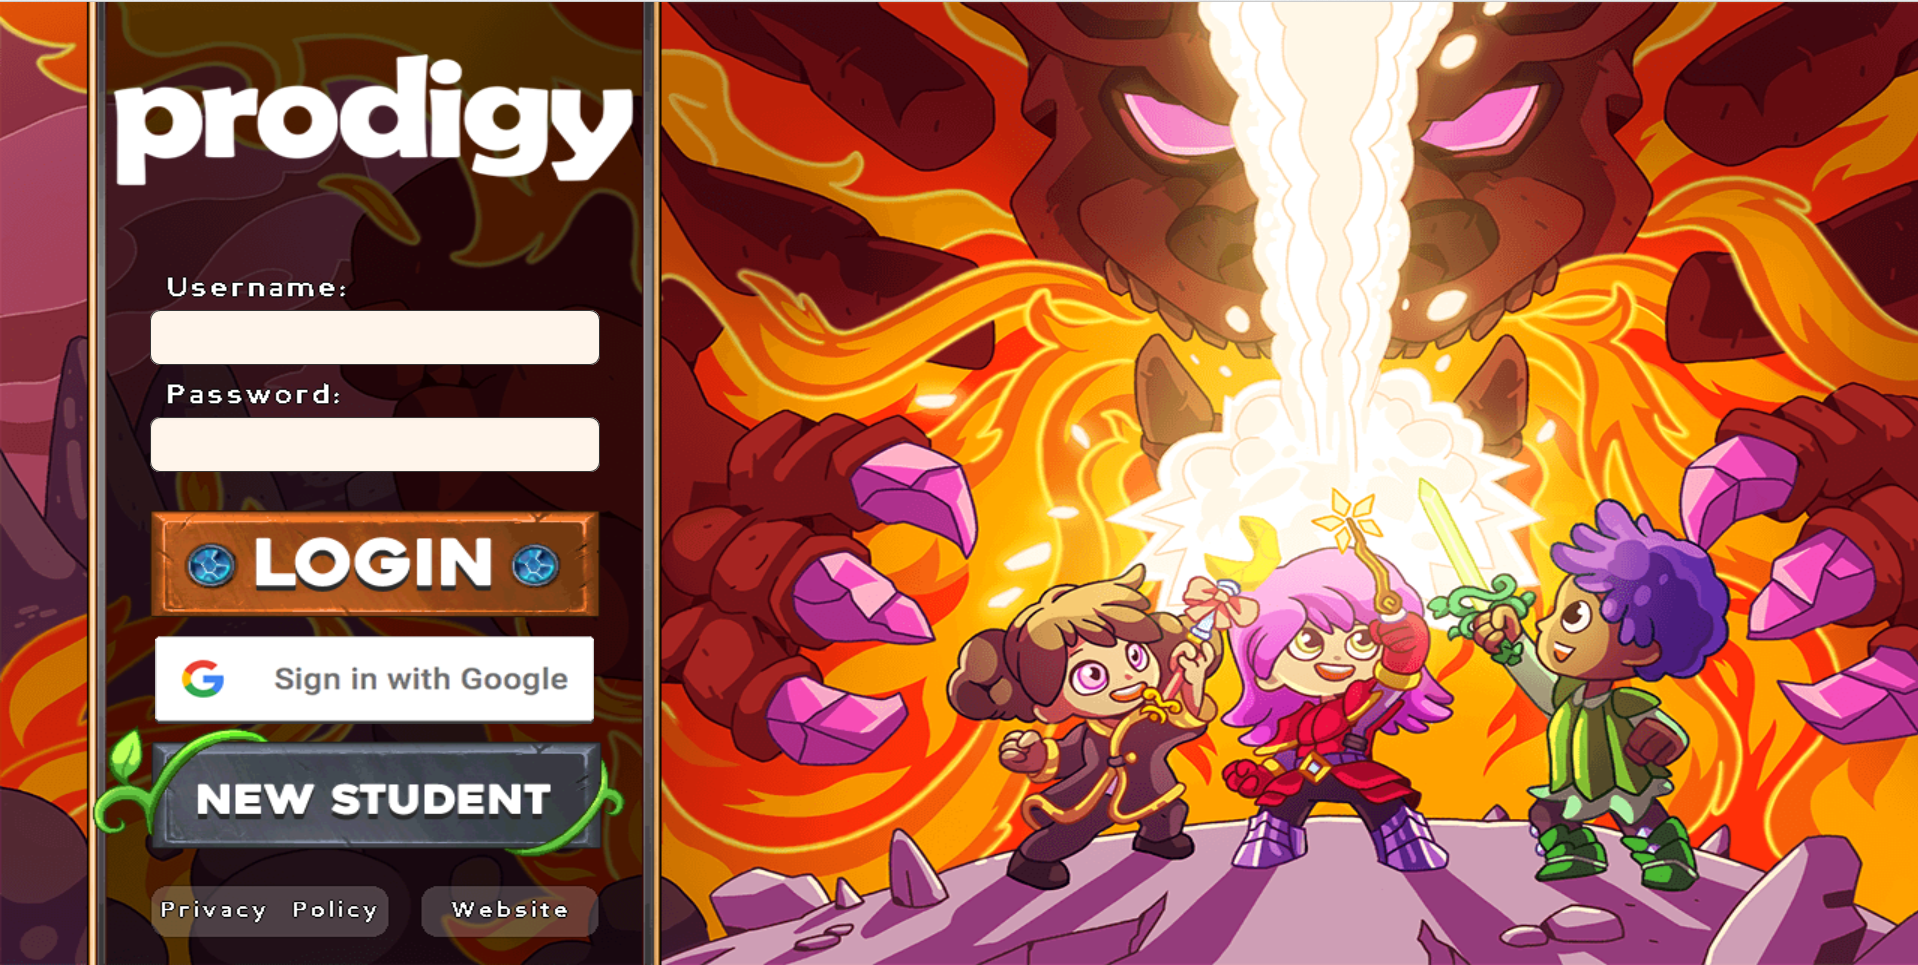 prodigy
Username:
Password:
LOGIN
Sign in with Google
NEW STUDENT
Privacy Policy
Website